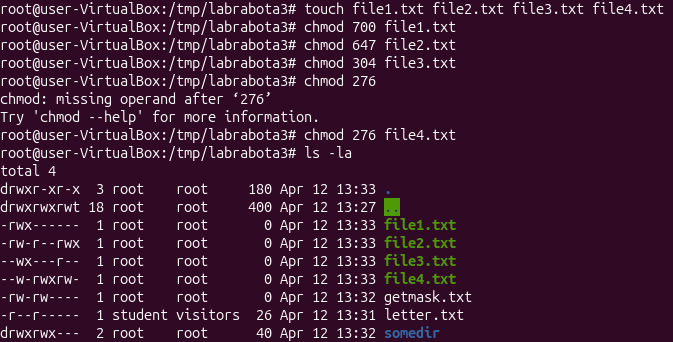 root@user-VirtualBox:/tmp/labrabota3# touch file1.txt file2.txt file3.txt file4.txt
root@user-VirtualBox:/tmp/labrabota3# chmod 700 file1.txt
root@user-VirtualBox:/tmp/labrabota3# chmod 647 file2.txt
root@user-VirtualBox:/tmp/labrabota3# chmod 304 file3.txt
root@user-VirtualBox:/tmp/labrabota3# chmod 276
chmod: missing operand after ‘276’
Try 'chmod --help' for more information.
root@user-VirtualBox:/tmp/labrabota3# chmod 276 file4.txt
root@user-VirtualBox:/tmp/labrabota3# ls -la
total 4
drwxr-xr-x  3 root    root     180 Apr 12 13:33 .
drwxrwxrwt 18 root    root     400 Apr 12 13:27 ..
-rwx------  1 root    root       0 Apr 12 13:33 file1.txt
-rw-r--rwx  1 root    root       0 Apr 12 13:33 file2.txt
--wx---r--  1 root    root       0 Apr 12 13:33 file3.txt
--w-rwxrw-  1 root    root       0 Apr 12 13:33 file4.txt
-rw-rw----  1 root    root       0 Apr 12 13:32 getmask.txt
-r--r-----  1 student visitors  26 Apr 12 13:31 letter.txt
drwxrwx---  2 root    root      40 Apr 12 13:32 somedir